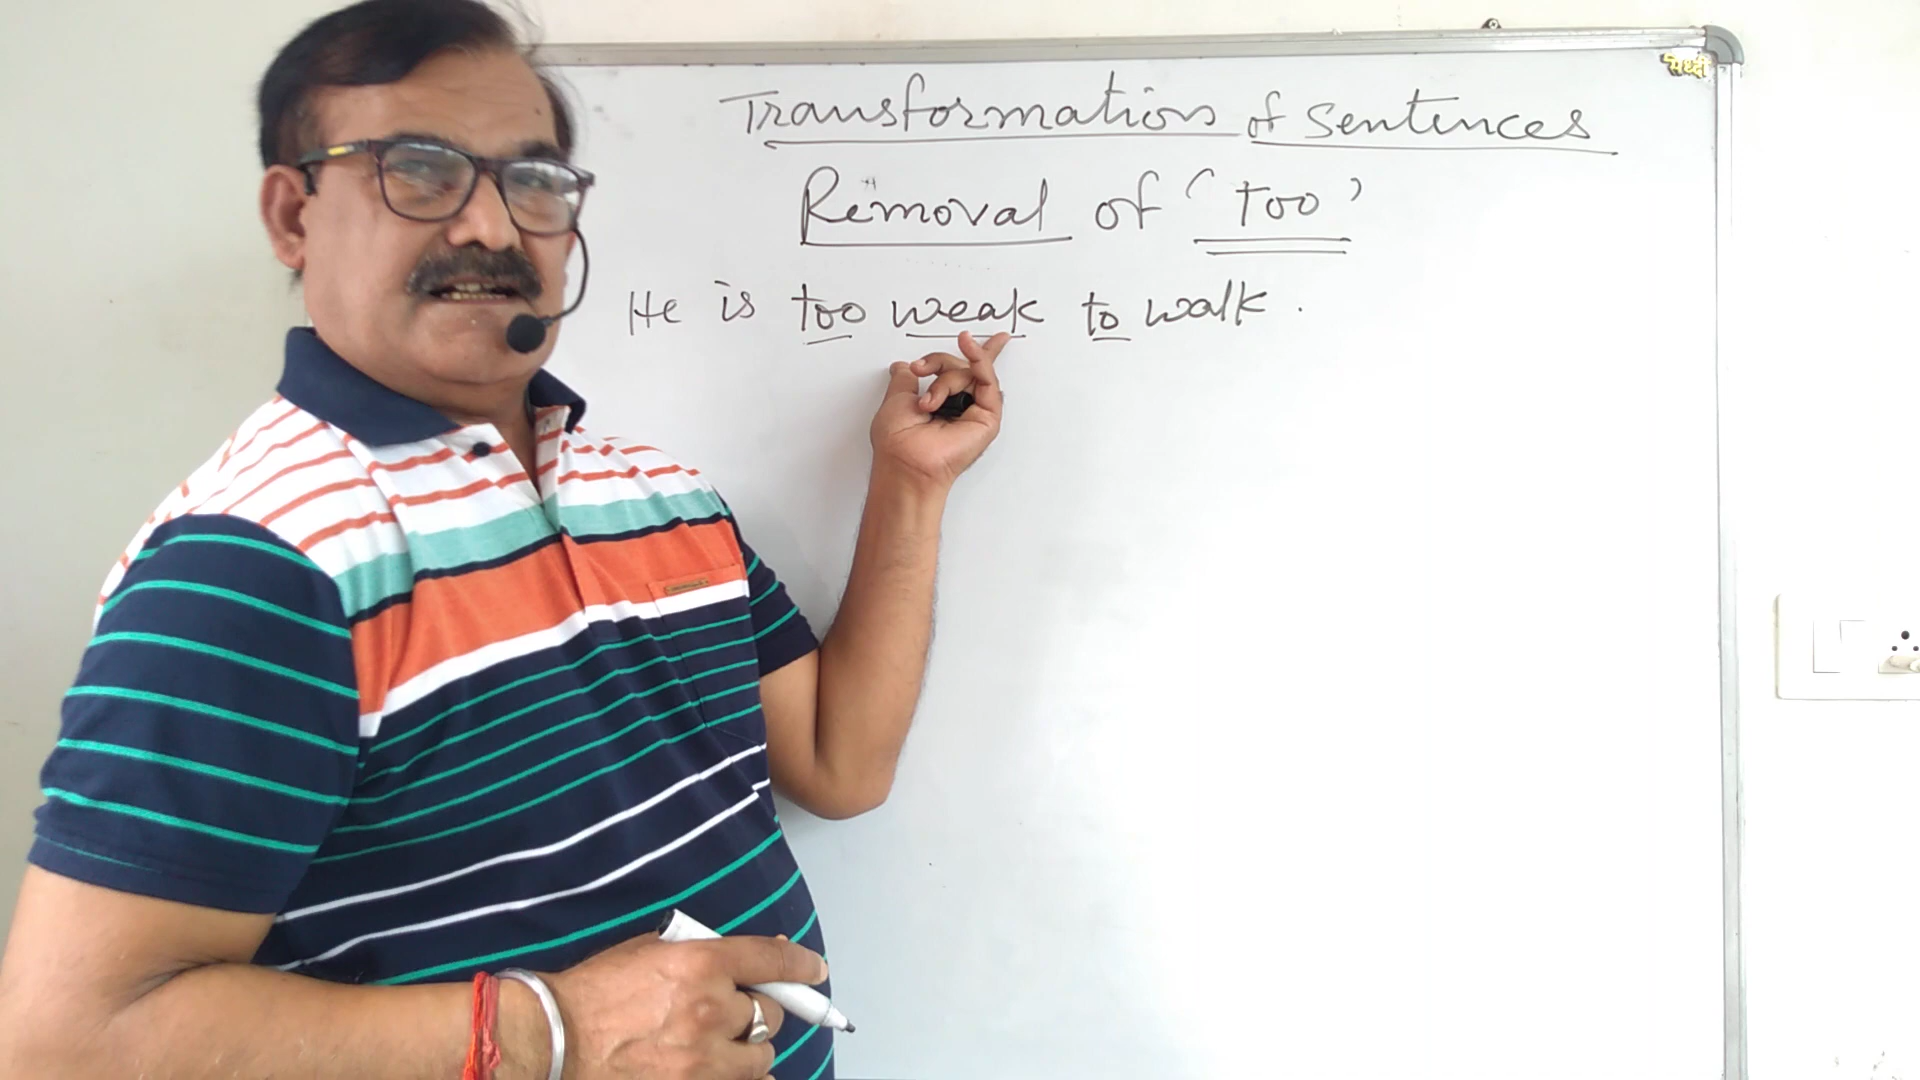 Transformation of Sentences
Removal of 'too'
He is too weak to walk.